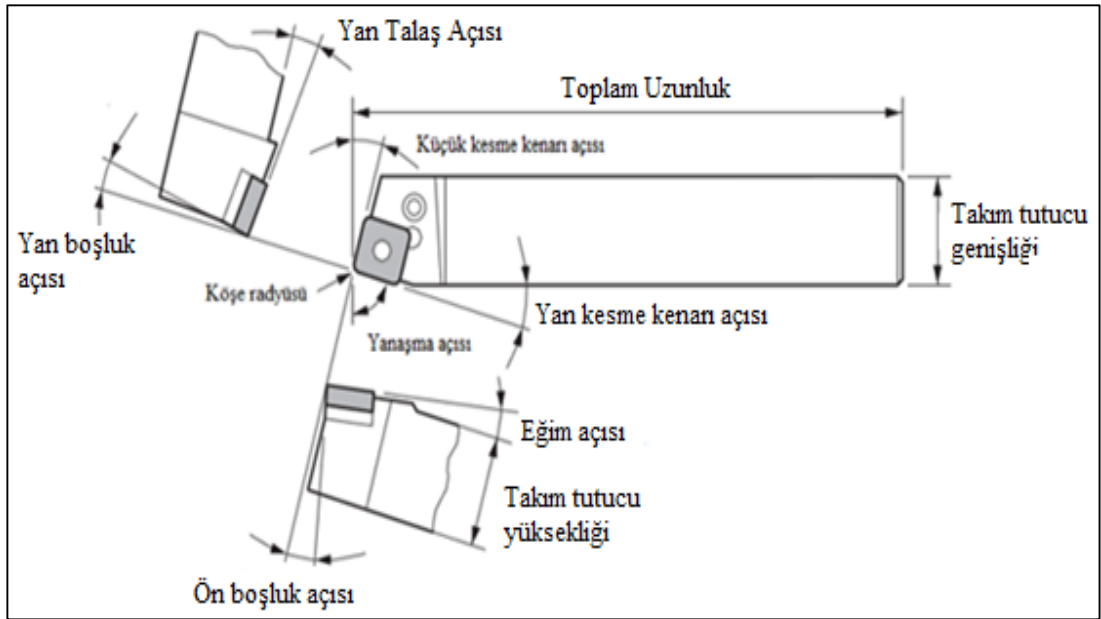 Yan Talaş Açısı
Toplam Uzunluk
Küçük kesme kenarı açısı
Takım tutucu
genişliği
Yan boşluk
açısı
Köşe radyüsü
Yan kesme kenarı açısı
Yanaşma açısı
Eğim açısı
Takım tutucu
yüksekliği
Ön boşluk açısı